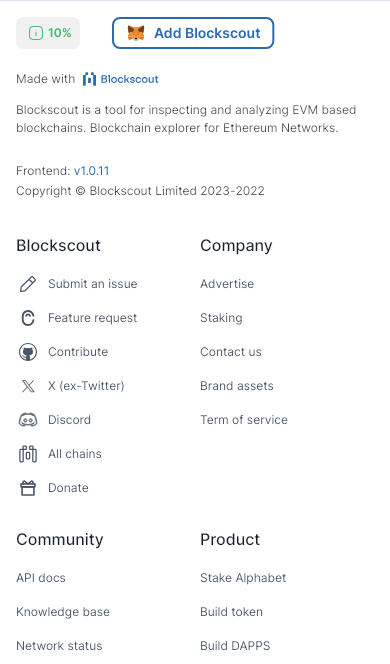 10%
Add Blockscout
Made with Blockscout
Blockscout is a tool for inspecting and analyzing EVM based
blockchains. Blockchain explorer for Ethereum Networks.
Frontend: v1.0.11
Copyright © Blockscout Limited 2023-2022
Blockscout
Submit an issue
Feature request
Contribute
X (ex-Twitter)
Discord
All chains
Donate
Company
Advertise
Staking
Contact us
Brand assets
Term of service
Community
API docs
Knowledge base
Network status
Product
Stake Alphabet
Build token
Build DAPPS